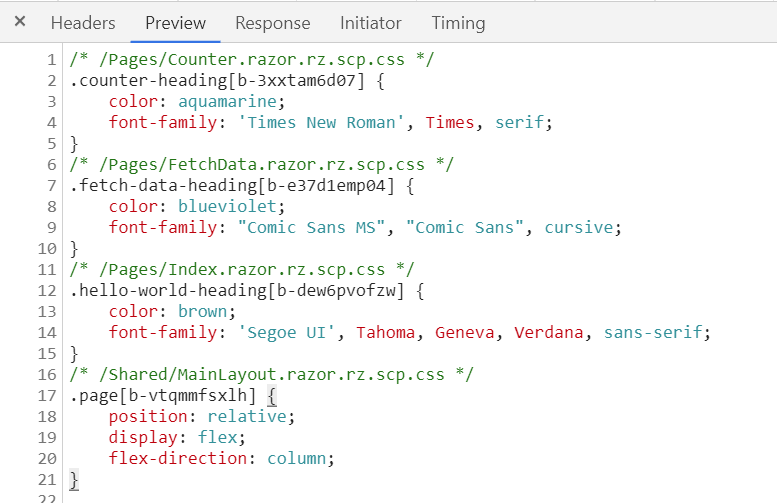 × Headers Preview Response Initiator Timing
1 /* /Pages/Counter.razor.rz.scp.css */
2 .counter-heading[b-3xxtam6d07] {
3     color: aquamarine;
4     font-family: 'Times New Roman', Times, serif;
5 }
6 /* /Pages/FetchData.razor.rz.scp.css */
7 .fetch-data-heading[b-e37d1emp04] {
8     color: blueviolet;
9     font-family: "Comic Sans MS", "Comic Sans", cursive;
10 }
11 /* /Pages/Index.razor.rz.scp.css */
12 .hello-world-heading[b-dew6pvofzw] {
13     color: brown;
14     font-family: 'Segoe UI', Tahoma, Geneva, Verdana, sans-serif;
15 }
16 /* /Shared/MainLayout.razor.rz.scp.css */
17 .page[b-vtqmmfsxlh] {
18     position: relative;
19     display: flex;
20     flex-direction: column;
21 }
22